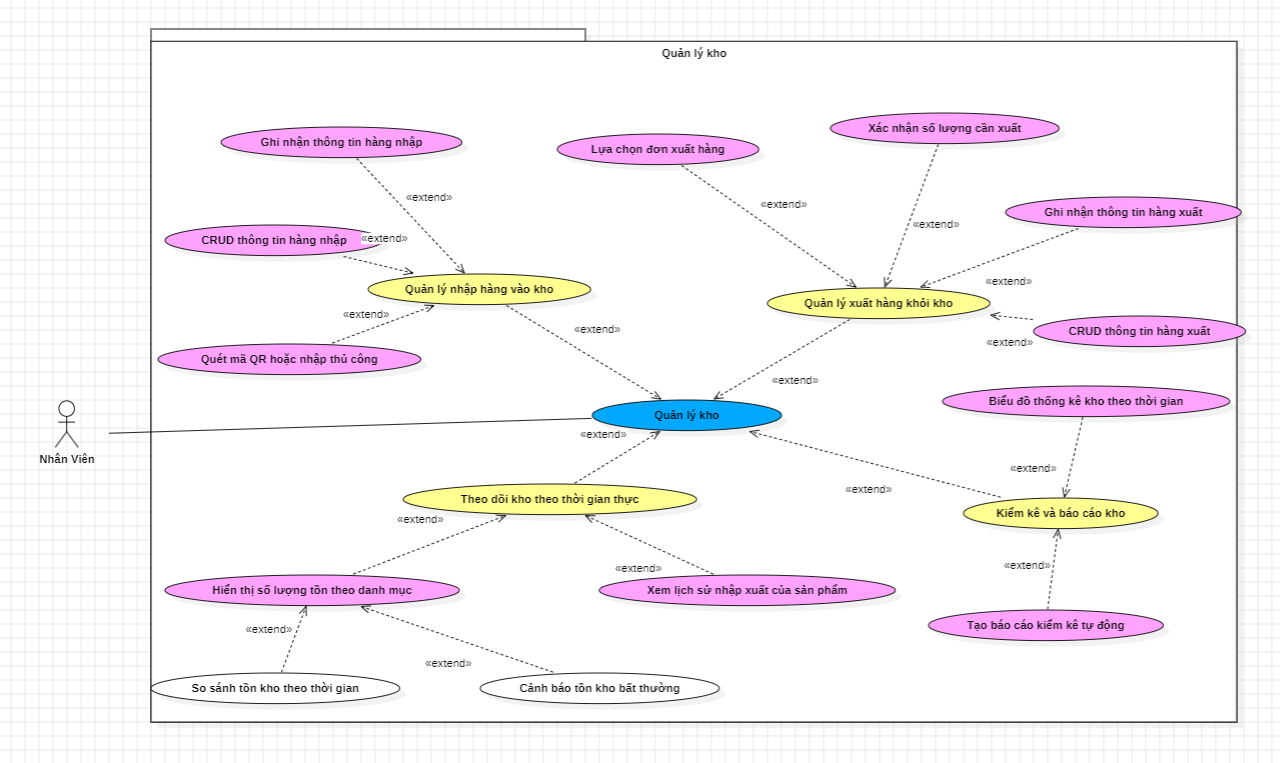 Quản lý kho
Xác nhận số lượng cần xuất
Ghi nhận thông tin hàng nhập
Lựa chọn đơn xuất hàng
«extend»
«extend»
Ghi nhận thông tin hàng xuất
«extend»
CRUD thông tin hàng nhập
«extend»
«extend»
Quản lý nhập hàng vào kho
Quản lý xuất hàng khỏi kho
«extend»
«extend»
CRUD thông tin hàng xuất
«extend»
Quét mã QR hoặc nhập thủ công
«extend»
Biểu đồ thống kê kho theo thời gian
Quản lý kho
«extend»
Nhân Viên
«extend»
«extend»
Theo dõi kho theo thời gian thực
Kiểm kê và báo cáo kho
«extend»
«extend»
«extend»
Hiển thị số lượng tồn theo danh mục
Xem lịch sử nhập xuất của sản phẩm
Tạo báo cáo kiểm kê tự động
«extend»
«extend»
So sánh tồn kho theo thời gian
Cảnh báo tồn kho bất thường